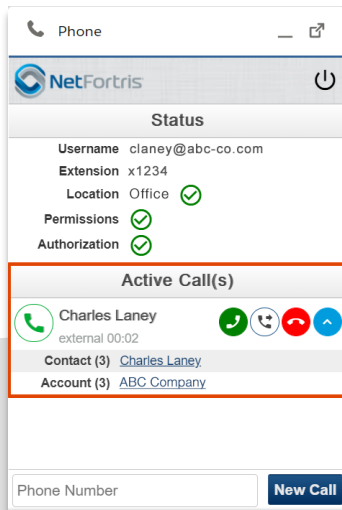 Phone
NetFortris
Status
Username claney@abc-co.com
Extension x1234
Location Office
Permissions
Authorization
Active Call(s)
Charles Laney
external 00:02
Contact (3) Charles Laney
Account (3) ABC Company
Phone Number New Call